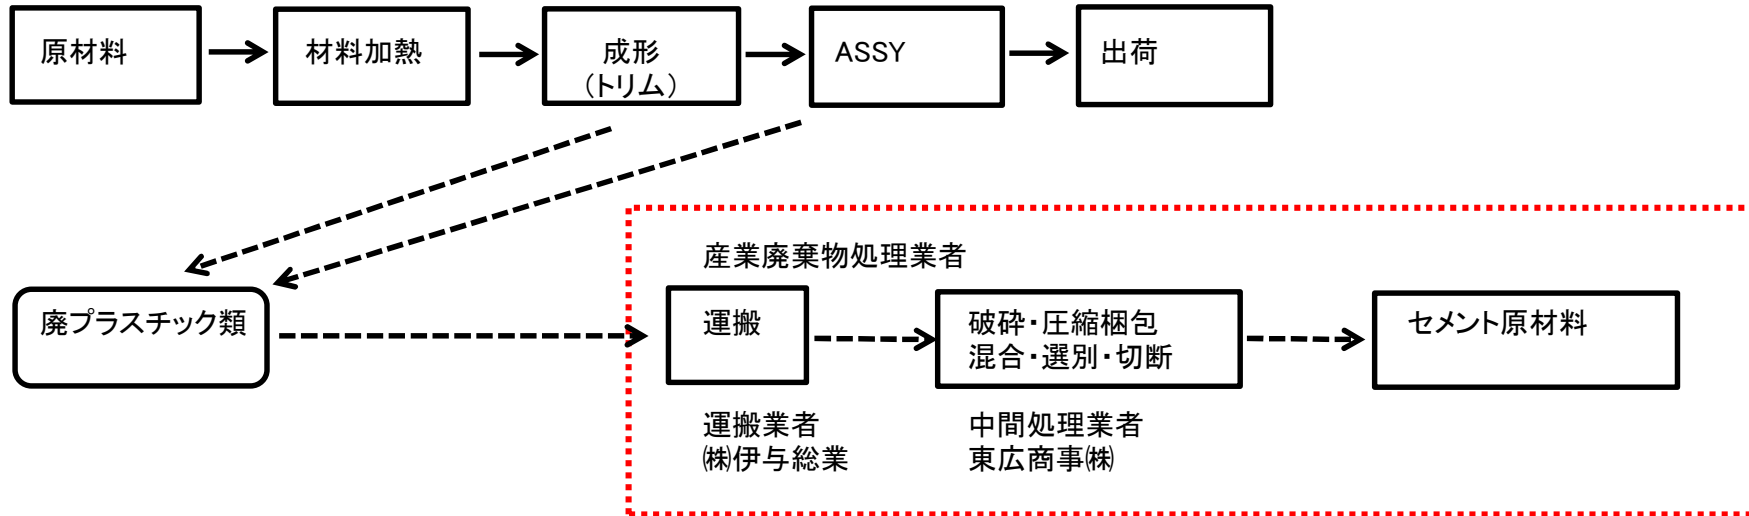 原材料
材料加熱
成形
(トリム)
ASSY
出荷
産業廃棄物処理業者
廃プラスチック類
運搬
破砕・圧縮梱包
混合・選別・切断
セメント原材料
運搬業者
㈱伊与総業
中間処理業者
東広商事㈱